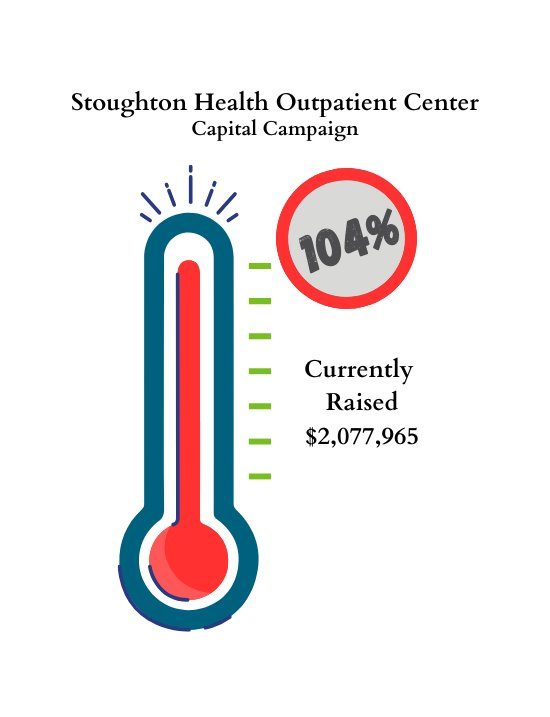 Stoughton Health Outpatient Center
Capital Campaign
104%
Currently
Raised
$2,077,965